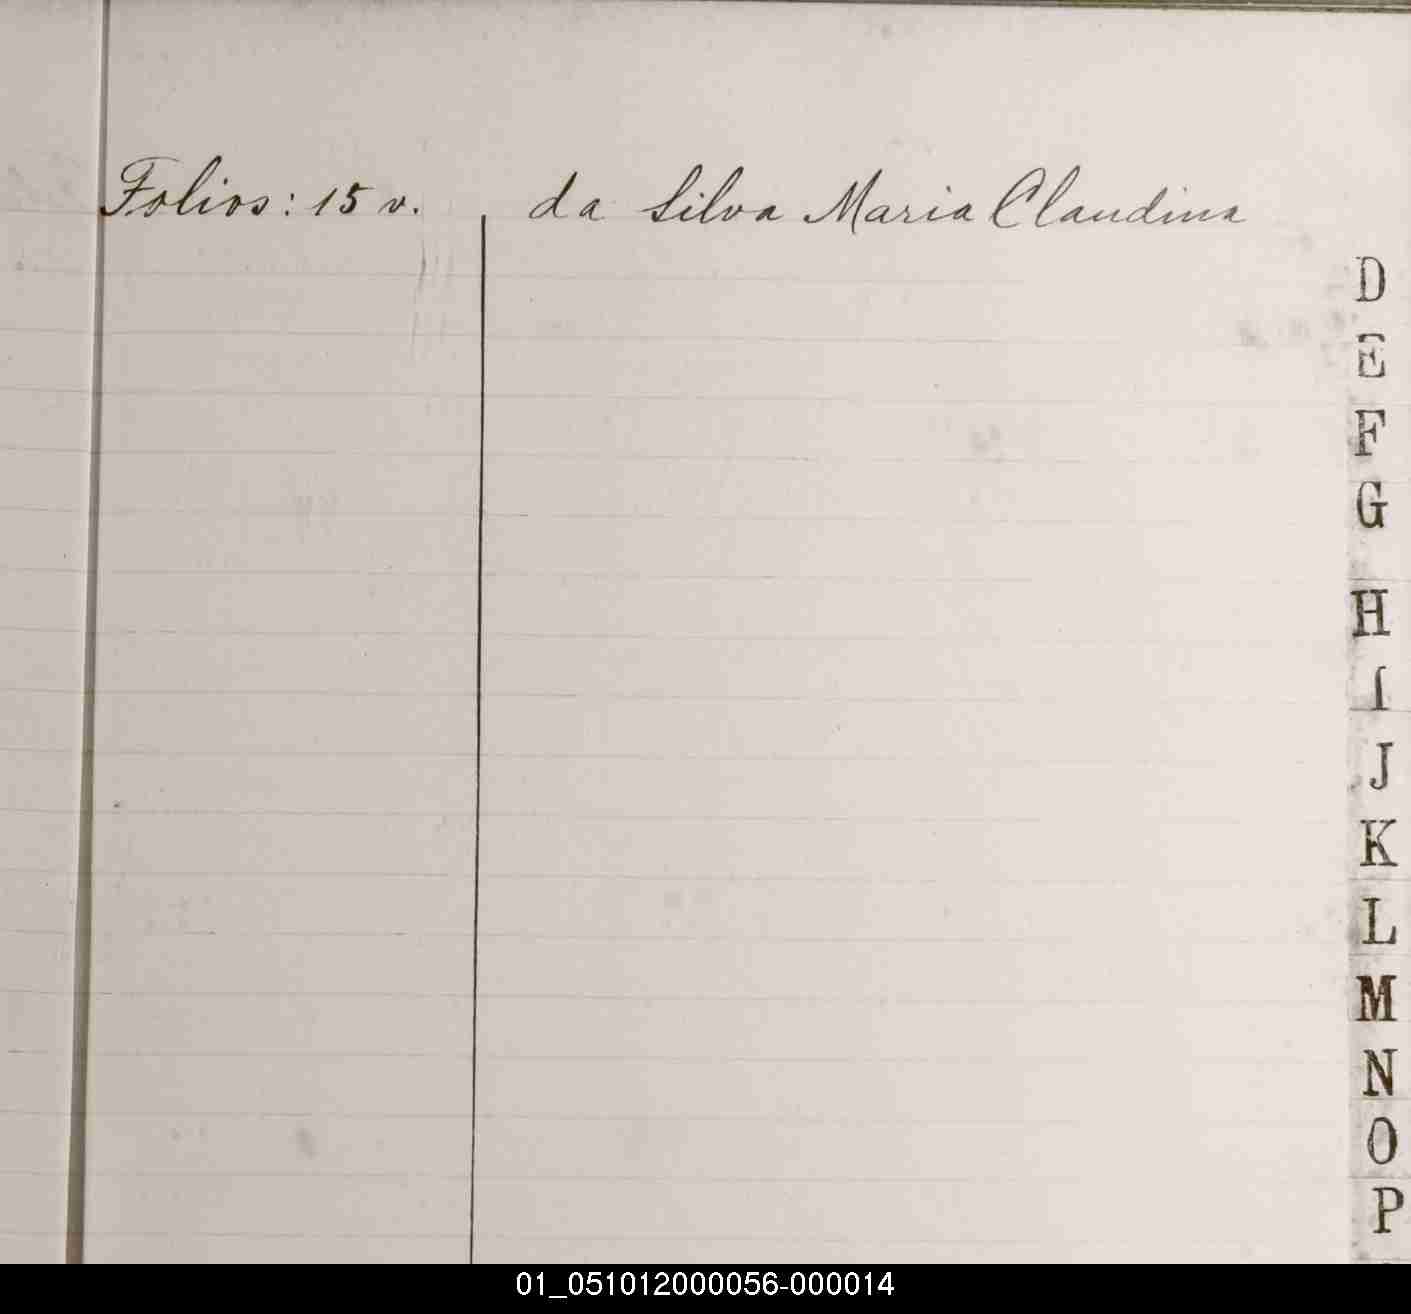 Folios: 15 v. da Silva Maria Claudina
D
E
F
G
H
I
J
K
L
M
N
O
P
01_051012000056-000014